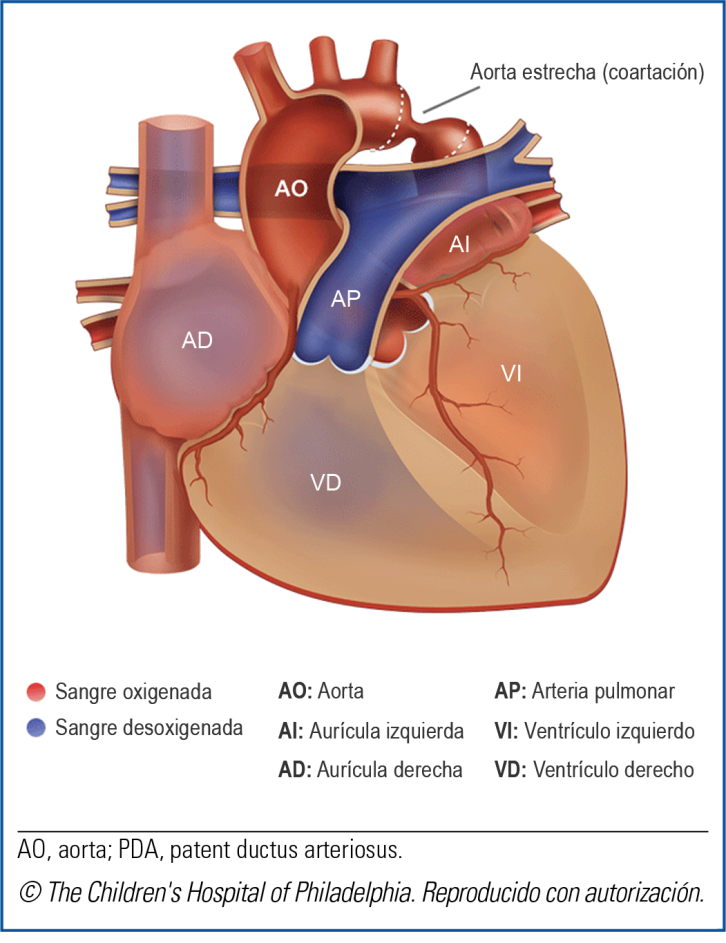 Aorta estrecha (coartación)
AO
AI
AP
AD
VI
VD
Sangre oxigenada
Sangre desoxigenada
AO: Aorta
AI: Aurícula izquierda
AD: Aurícula derecha
AP: Arteria pulmonar
VI: Ventrículo izquierdo
VD: Ventrículo derecho
AO, aorta; PDA, patent ductus arteriosus.
© The Children's Hospital of Philadelphia. Reproducido con autorización.